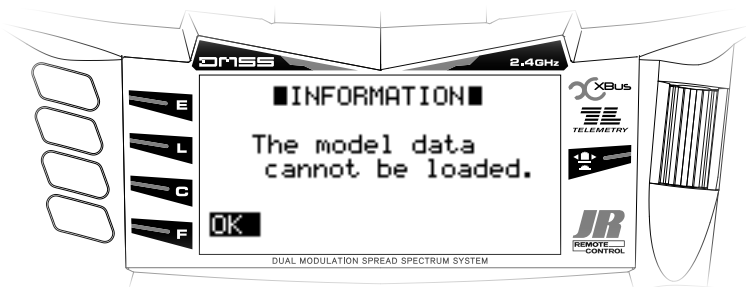 DMSS
2.4GHz
■INFORMATION■
The model data
cannot be loaded.
OK
E
L
C
F
XBus
TELEMETRY
JR
REMOTE
CONTROL
DUAL MODULATION SPREAD SPECTRUM SYSTEM